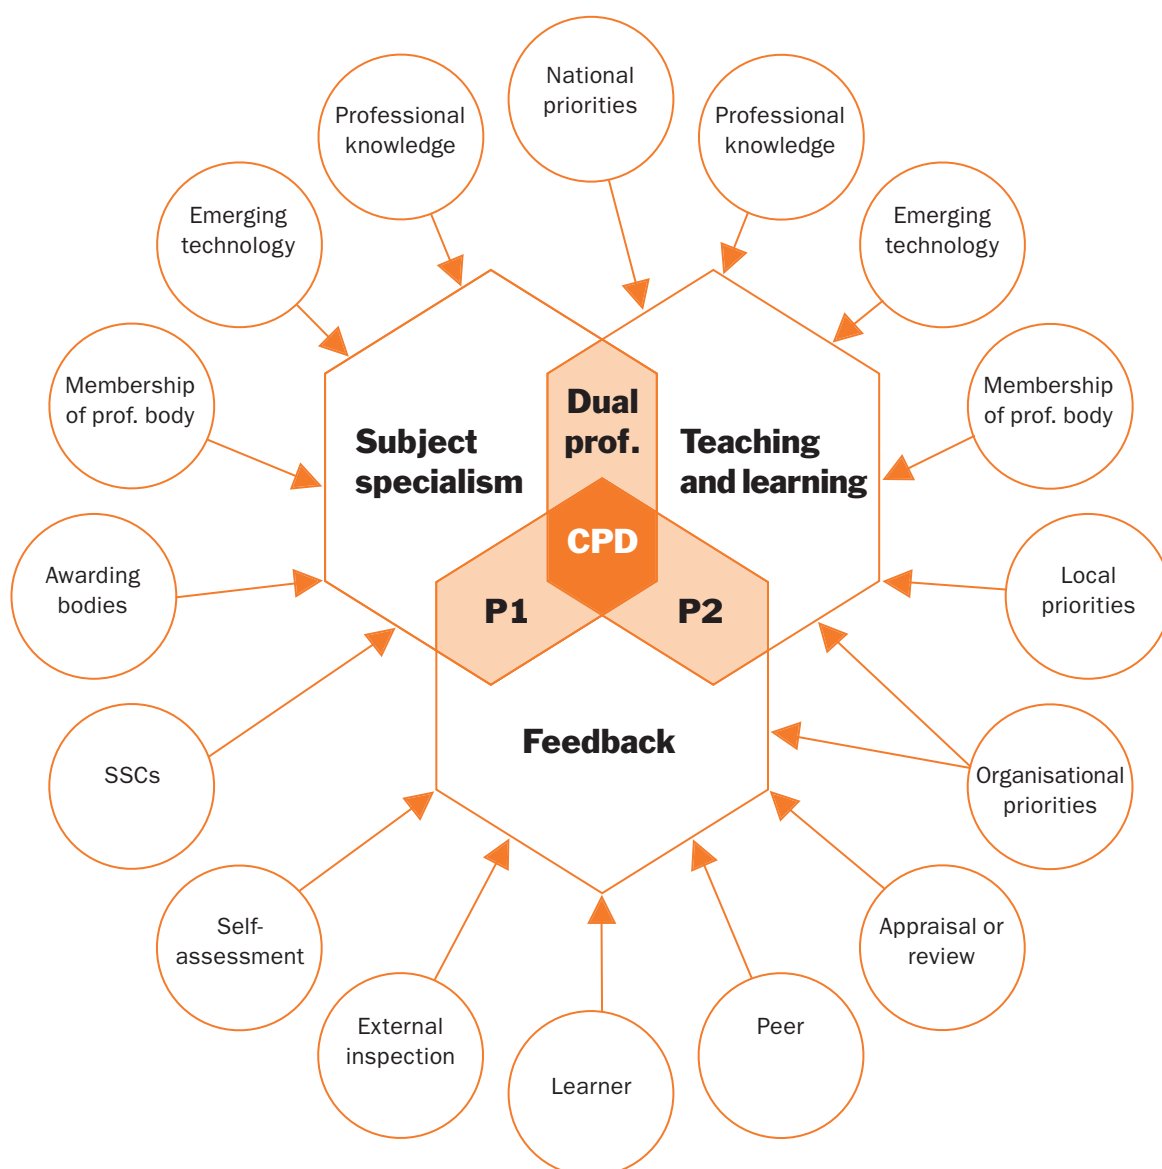 National
priorities
Professional
knowledge
Professional
knowledge
Emerging
technology
Emerging
technology
Membership
of prof. body
Membership
of prof. body
Dual
prof.
Subject
specialism
Teaching
and learning
CPD
Awarding
bodies
Local
priorities
P1
P2
Feedback
SSCs
Organisational
priorities
Self-
assessment
Appraisal or
review
External
inspection
Peer
Learner